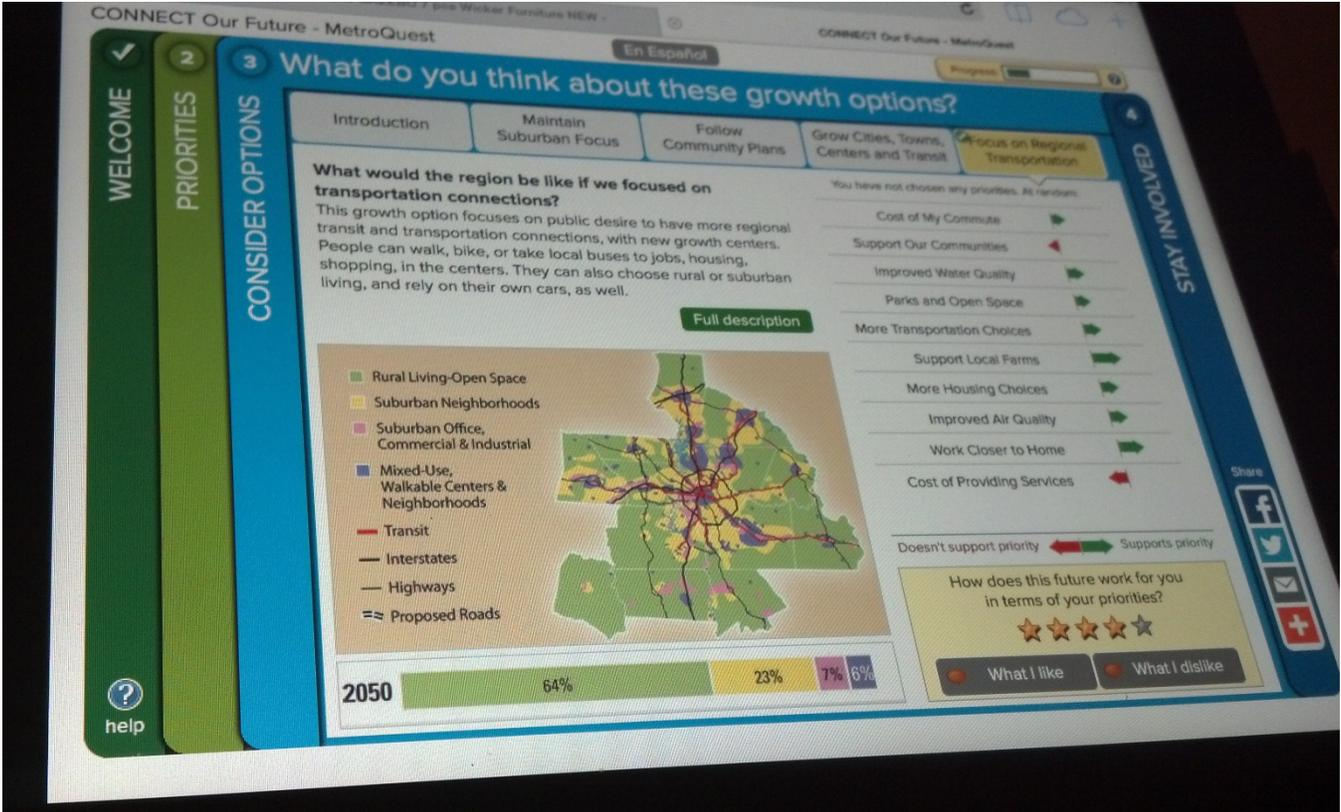 7 pcs Wicker Furniture NEW -
CONNECT Our Future - MetroQuest
CONNECT Our Future - MetroQuest
En Español
Progress
?
WELCOME
2
PRIORITIES
3
CONSIDER OPTIONS
What do you think about these growth options?
4
STAY INVOLVED
Introduction
Maintain
Suburban Focus
Follow
Community Plans
Grow Cities, Towns,
Centers and Transit
Focus on Regional
Transportation
What would the region be like if we focused on
transportation connections?
This growth option focuses on public desire to have more regional
transit and transportation connections, with new growth centers.
People can walk, bike, or take local buses to jobs, housing,
shopping, in the centers. They can also choose rural or suburban
living, and rely on their own cars, as well.
Full description
Rural Living-Open Space
Suburban Neighborhoods
Suburban Office,
Commercial & Industrial
Mixed-Use,
Walkable Centers &
Neighborhoods
Transit
Interstates
Highways
Proposed Roads
2050
64%
23%
7%
6%
You have not chosen any priorities. At random:
Cost of My Commute
Support Our Communities
Improved Water Quality
Parks and Open Space
More Transportation Choices
Support Local Farms
More Housing Choices
Improved Air Quality
Work Closer to Home
Cost of Providing Services
Doesn't support priority
Supports priority
How does this future work for you
in terms of your priorities?
What I like
What I dislike
Share
f
?
help